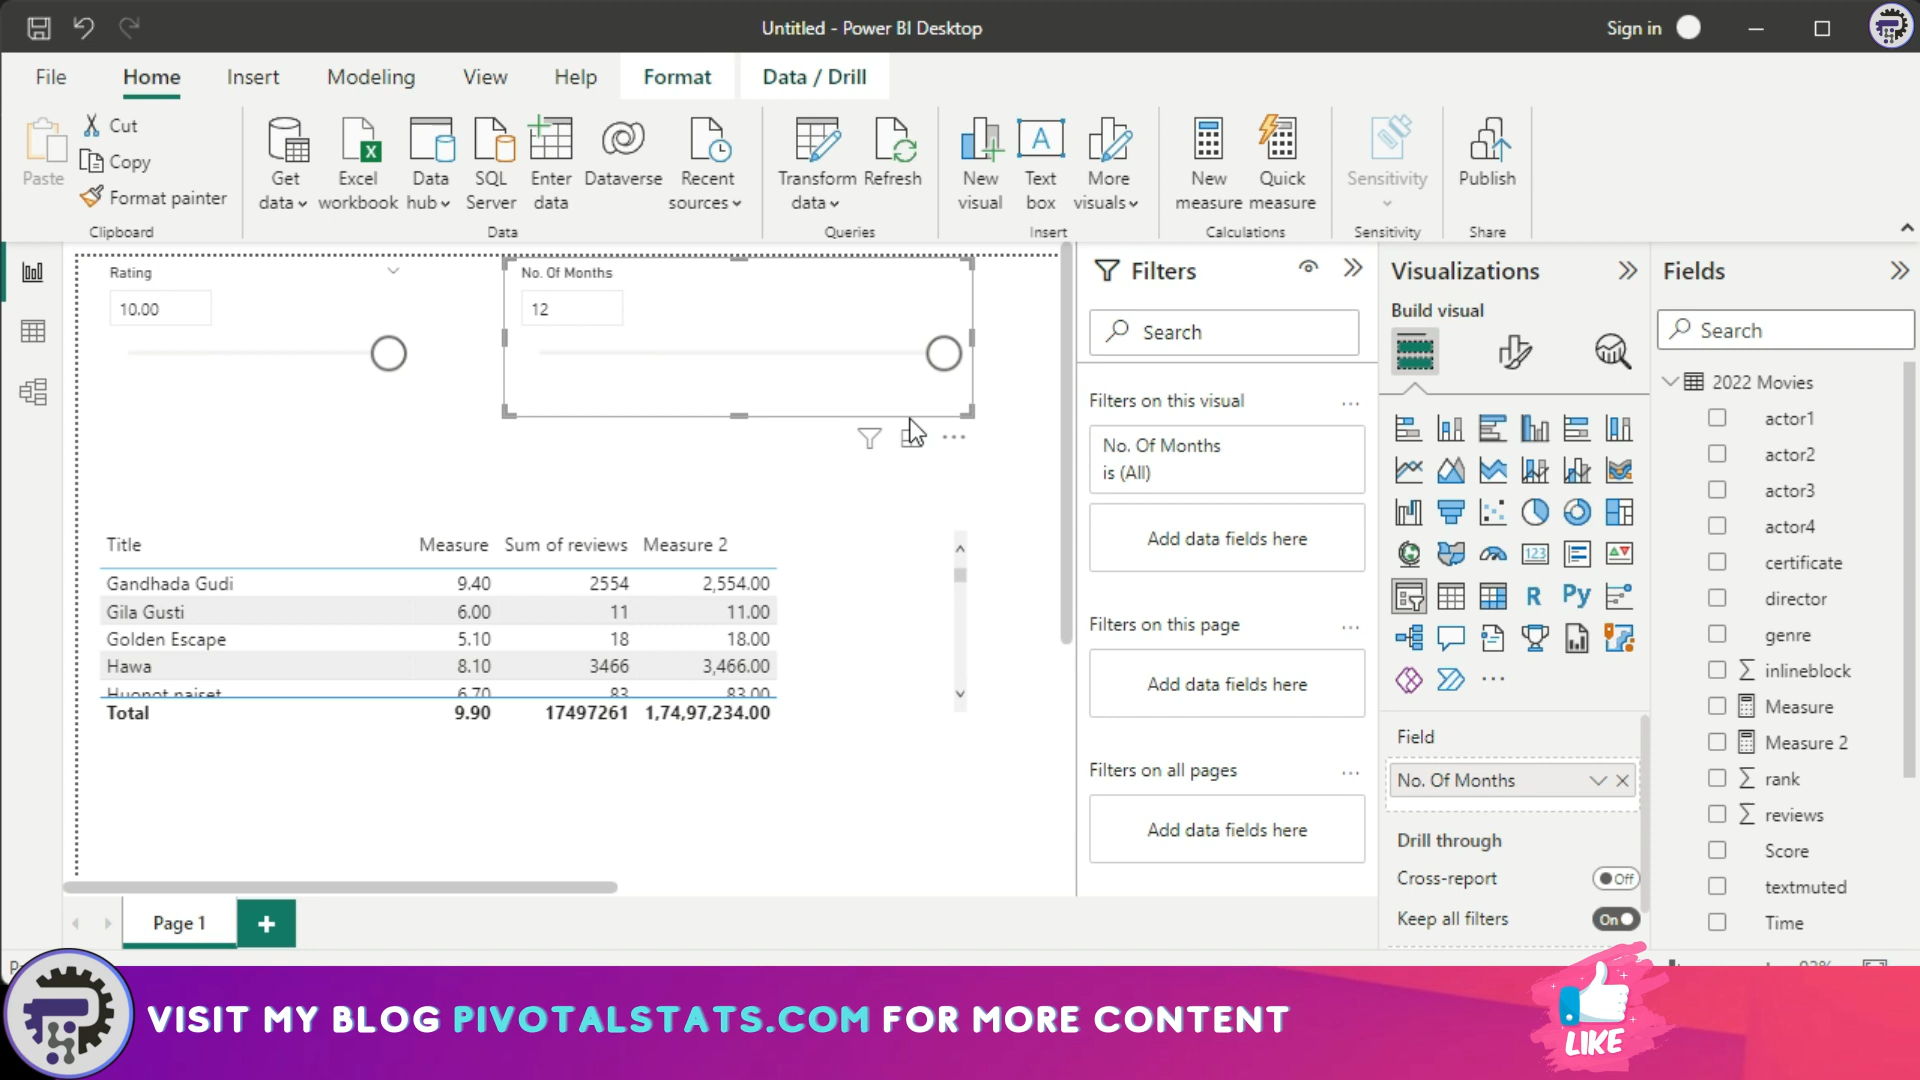 Untitled - Power BI Desktop
Sign in
File
Home
Insert
Modeling
View
Help
Format
Data / Drill
Paste
Cut
Copy
Format painter
Clipboard
Get data
Excel workbook
Data hub
SQL Server
Enter data
Dataverse
Recent sources
Data
Transform data
Refresh
Queries
New visual
Text box
More visuals
Insert
New measure
Quick measure
Calculations
Sensitivity
Sensitivity
Publish
Share
Rating
10.00
No. Of Months
12
Title Measure Sum of reviews Measure 2
Gandhada Gudi 9.40 2554 2,554.00
Gila Gusti 6.00 11 11.00
Golden Escape 5.10 18 18.00
Hawa 8.10 3466 3,466.00
Huonot naiset 6.70 83 83.00
Total 9.90 17497261 1,74,97,234.00
Page 1
Filters
Search
Filters on this visual
No. Of Months
is (All)
Add data fields here
Filters on this page
Add data fields here
Filters on all pages
Add data fields here
Visualizations
Build visual
123
R
Py
Field
No. Of Months
Drill through
Cross-report
Off
Keep all filters
On
Fields
Search
2022 Movies
actor1
actor2
actor3
actor4
certificate
director
genre
inlineblock
Measure
Measure 2
rank
reviews
Score
textmuted
Time
VISIT MY BLOG PIVOTALSTATS.COM FOR MORE CONTENT
LIKE